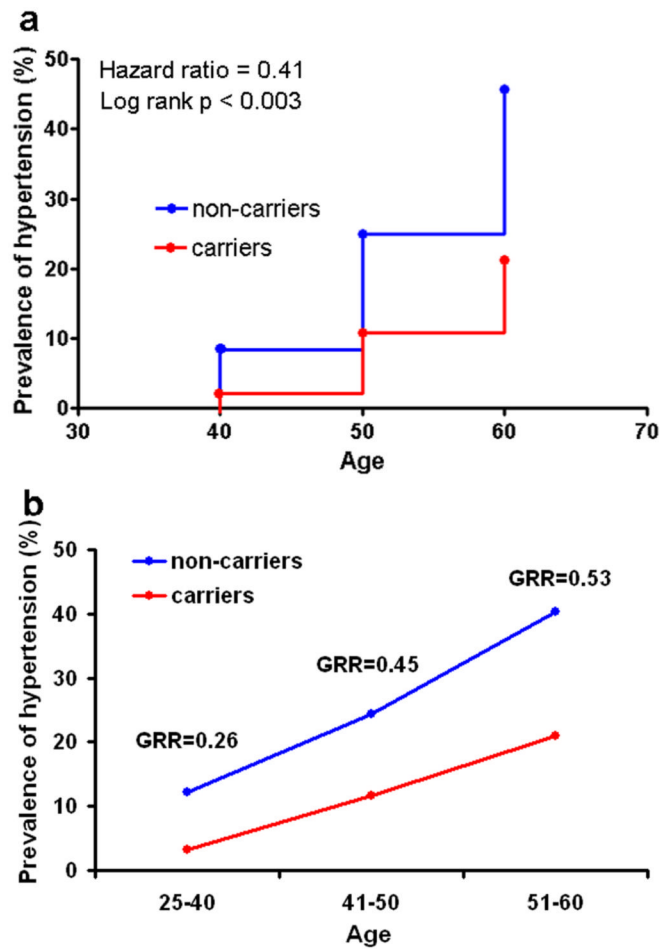 a
Prevalence of hypertension (%)
50
40
30
20
10
0
Hazard ratio = 0.41
Log rank p < 0.003
non-carriers
carriers
30 40 50 60 70
Age
b
Prevalence of hypertension (%)
50
40
30
20
10
0
non-carriers
carriers
GRR=0.26
GRR=0.45
GRR=0.53
25-40 41-50 51-60
Age